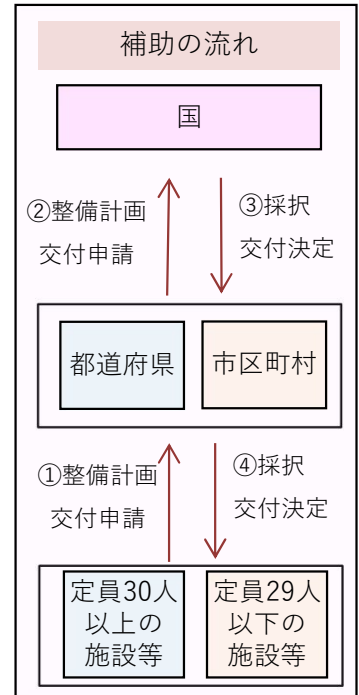 補助の流れ
国
②整備計画
交付申請
③採択
交付決定
都道府県
市区町村
①整備計画
交付申請
④採択
交付決定
定員30人
以上の
施設等
定員29人
以下の
施設等